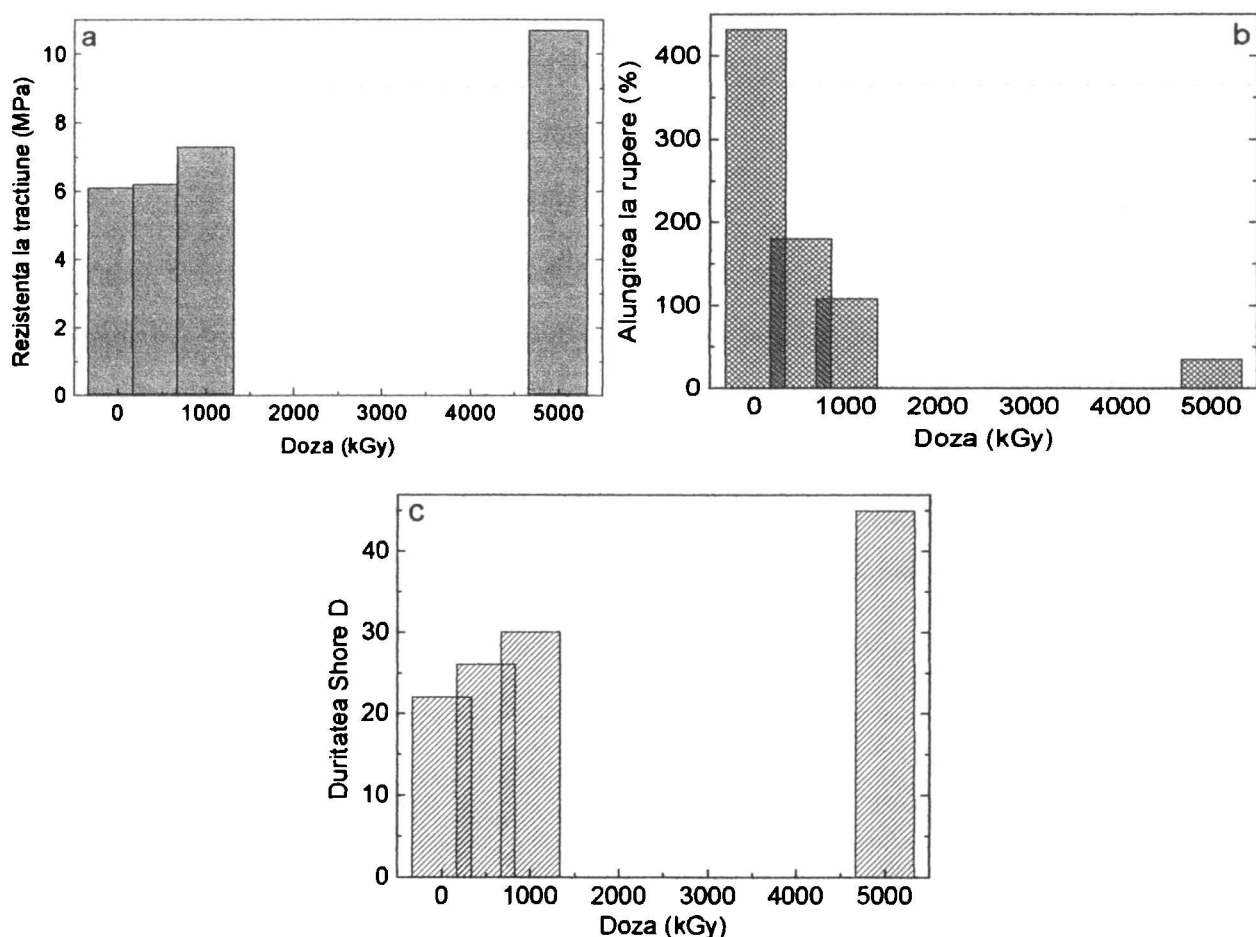 a
Rezistenta la tractiune (MPa)
10
8
6
4
2
0
0 1000 2000 3000 4000 5000
Doza (kGy)
b
Alungirea la rupere (%)
400
300
200
100
0
0 1000 2000 3000 4000 5000
Doza (kGy)
c
Duritatea Shore D
40
30
20
10
0
0 1000 2000 3000 4000 5000
Doza (kGy)